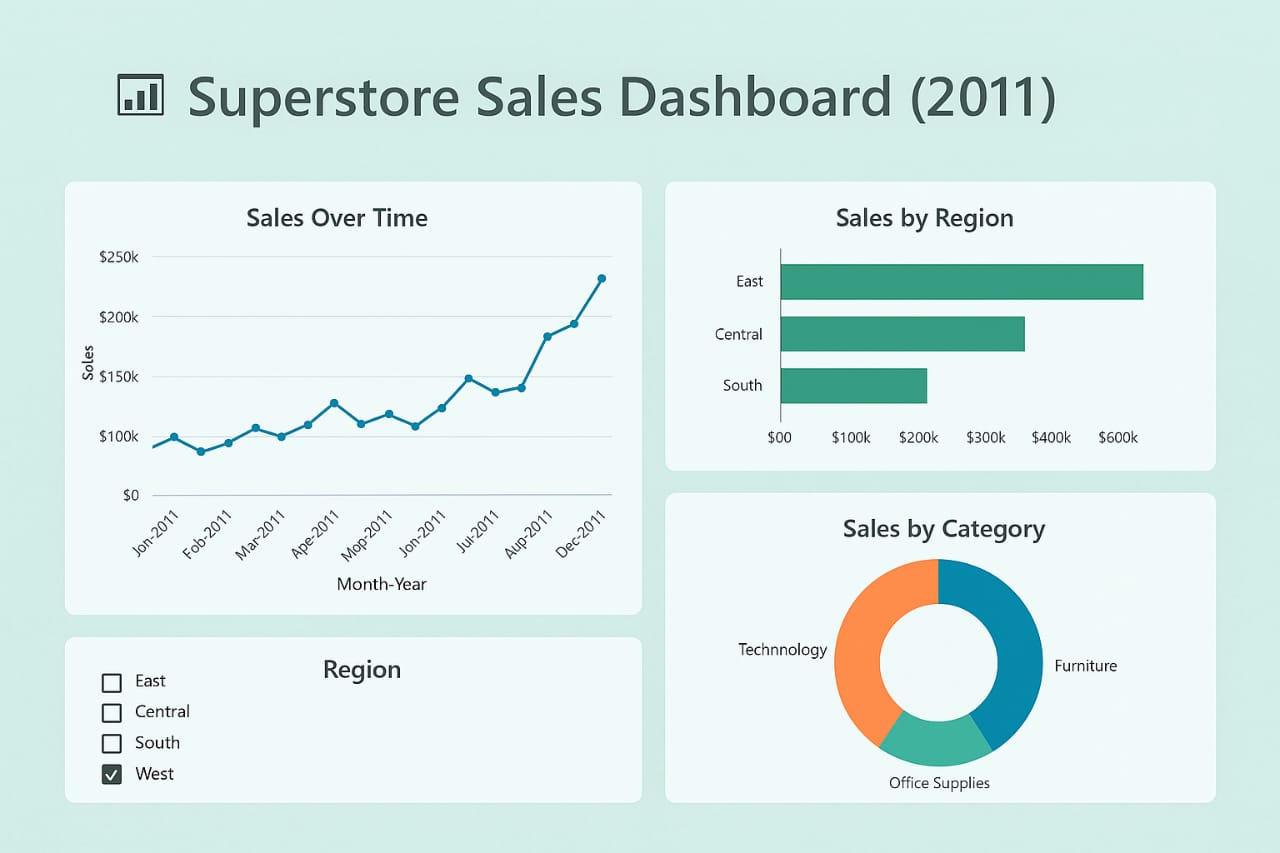 Superstore Sales Dashboard (2011)
Sales Over Time
$250k
$200k
$150k
$100k
$0
Soles
Jon-2011
Fob-2011
Mar-2011
Ape-2011
Mop-2011
Jon-2011
Jui-2011
Aup-2011
Dec-2011
Month-Year
Sales by Region
East
Central
South
$00 $100k $200k $300k $400k $600k
Region
East
Central
South
West
Sales by Category
Technnology
Furniture
Office Supplies